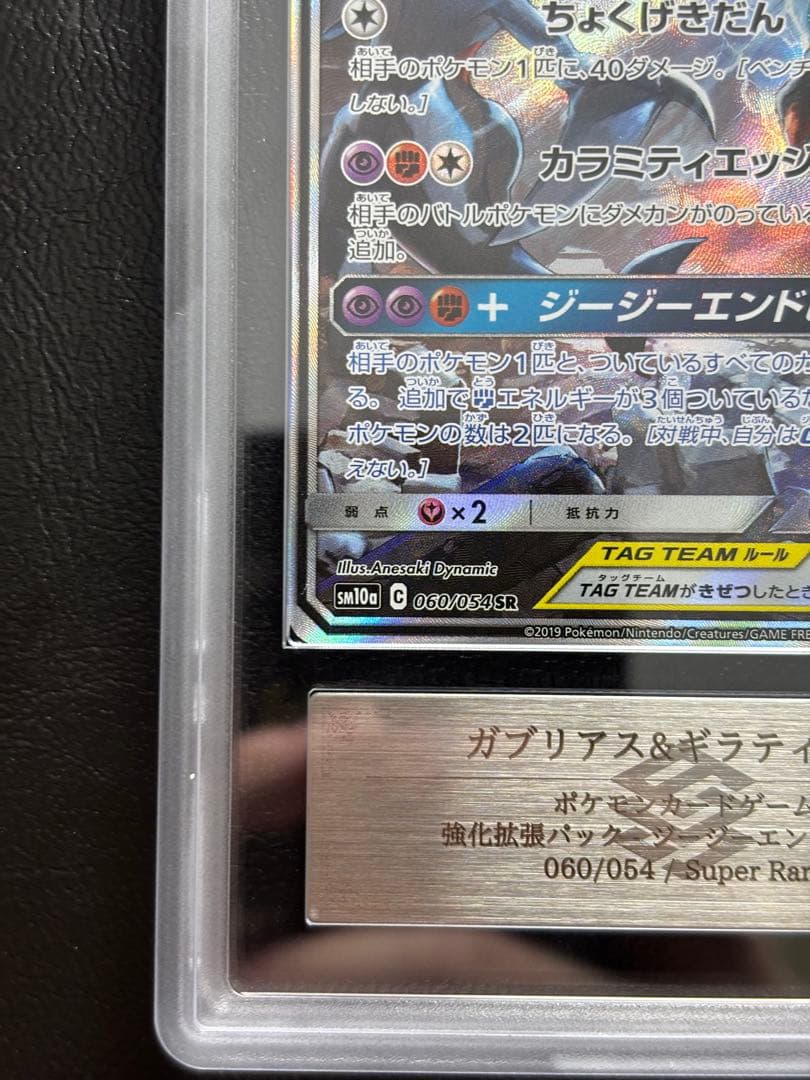 ちょくげきだん
相手のポケモン1匹に、40ダメージ。[ベンチ
しない。]
カラミティエッジ
相手のバトルポケモンにダメカンがのってい
追加。
+ ジージーエンド
相手のポケモン1匹と、ついているすべての
る。追加で エネルギーが3個ついている
ポケモンの数は2匹になる。[対戦中、自分は
えない。]
弱点 ×2 抵抗力
TAG TEAM ルール
Illus.Anesaki Dynamic
TAG TEAMがきぜつしたとき
sm10a C 060/054 SR
©2019 Pokémon/Nintendo/Creatures/GAME FRE
ガブリアス&ギラティ
ポケモンカードゲーム
強化拡張パック - ジージーエン
060/054 / Super Rar